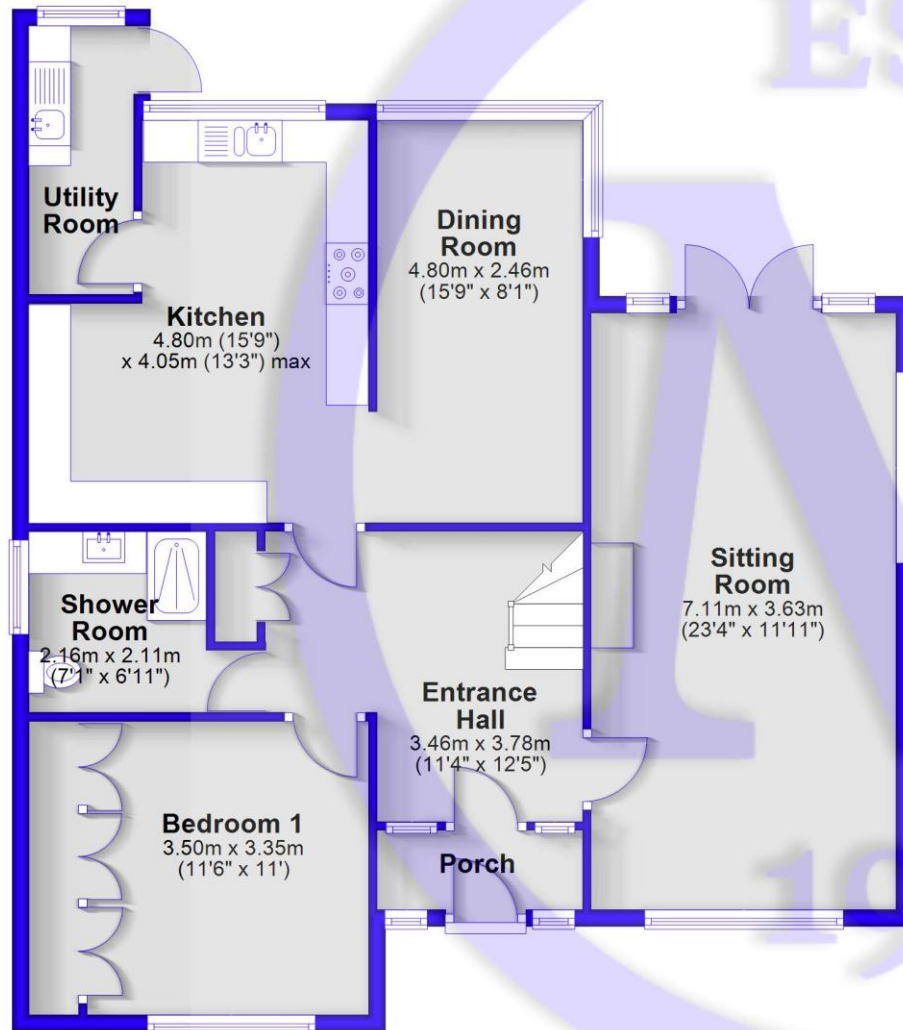 ES
Utility
Room
Dining
Room
4.80m x 2.46m
(15'9" x 8'1")
Kitchen
4.80m (15'9")
x 4.05m (13'3") max
Sitting
Room
7.11m x 3.63m
(23'4" x 11'11")
Shower
Room
2.16m x 2.11m
(7'1" x 6'11")
Entrance
Hall
3.46m x 3.78m
(11'4" x 12'5")
Bedroom 1
3.50m x 3.35m
(11'6" x 11')
Porch
N
19